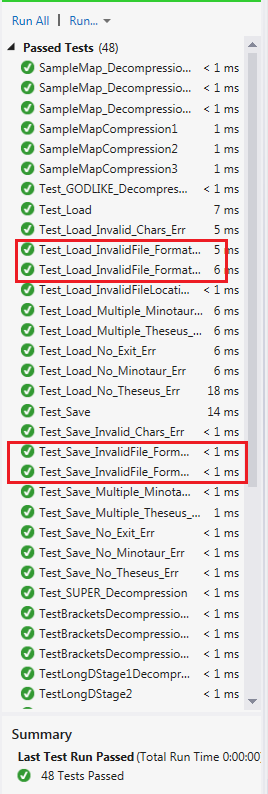 Run All | Run...
Passed Tests (48)
SampleMap_Decompressio... < 1 ms
SampleMap_Decompressio... < 1 ms
SampleMap_Decompressio... < 1 ms
SampleMapCompression1 < 1 ms
SampleMapCompression2 < 1 ms
SampleMapCompression3 < 1 ms
Test_GODLIKE_Decompres... < 1 ms
Test_Load 7 ms
Test_Load_Invalid_Chars_Err 5 ms
Test_Load_InvalidFile_Format... 5 ms
Test_Load_InvalidFile_Format... 6 ms
Test_Load_InvalidFileLocati... < 1 ms
Test_Load_Multiple_Minotaur... 6 ms
Test_Load_Multiple_Theseus_... 6 ms
Test_Load_No_Exit_Err 6 ms
Test_Load_No_Minotaur_Err 6 ms
Test_Load_No_Theseus_Err 18 ms
Test_Save 14 ms
Test_Save_Invalid_Chars_Err < 1 ms
Test_Save_InvalidFile_Form... < 1 ms
Test_Save_InvalidFile_Form... < 1 ms
Test_Save_Multiple_Minota... < 1 ms
Test_Save_Multiple_Theseus_... < 1 ms
Test_Save_No_Exit_Err < 1 ms
Test_Save_No_Minotaur_Err < 1 ms
Test_Save_No_Theseus_Err < 1 ms
Test_SUPER_Decompression < 1 ms
TestBracketsDecompressio... < 1 ms
TestBracketsDecompressio... < 1 ms
TestBracketsDecompressio... < 1 ms
TestLongDStage1Decompr... < 1 ms
TestLongDStage2 < 1 ms
Summary
Last Test Run Passed (Total Run Time 0:00:00)
48 Tests Passed